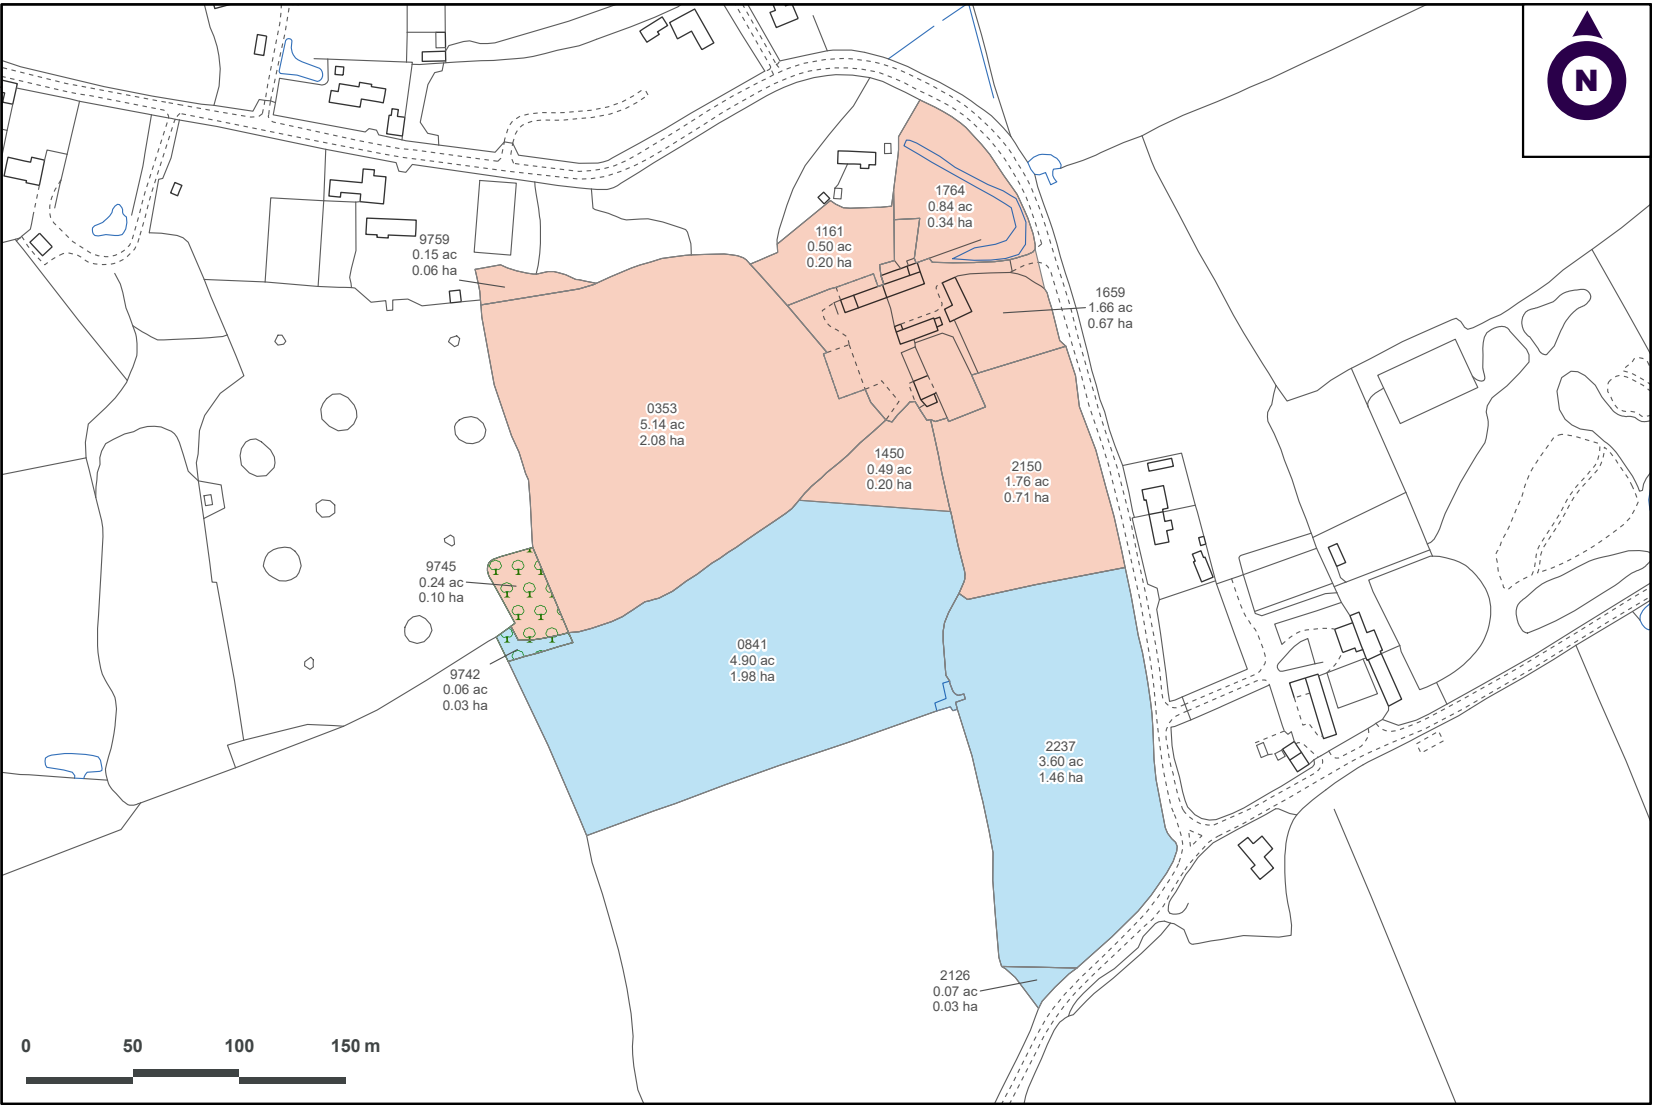 N
1764
0.84 ac
0.34 ha
1161
0.50 ac
0.20 ha
9759
0.15 ac
0.06 ha
1659
1.66 ac
0.67 ha
0353
5.14 ac
2.08 ha
1450
0.49 ac
0.20 ha
2150
1.76 ac
0.71 ha
9745
0.24 ac
0.10 ha
0841
4.90 ac
1.98 ha
9742
0.06 ac
0.03 ha
2237
3.60 ac
1.46 ha
2126
0.07 ac
0.03 ha
0 50 100 150 m